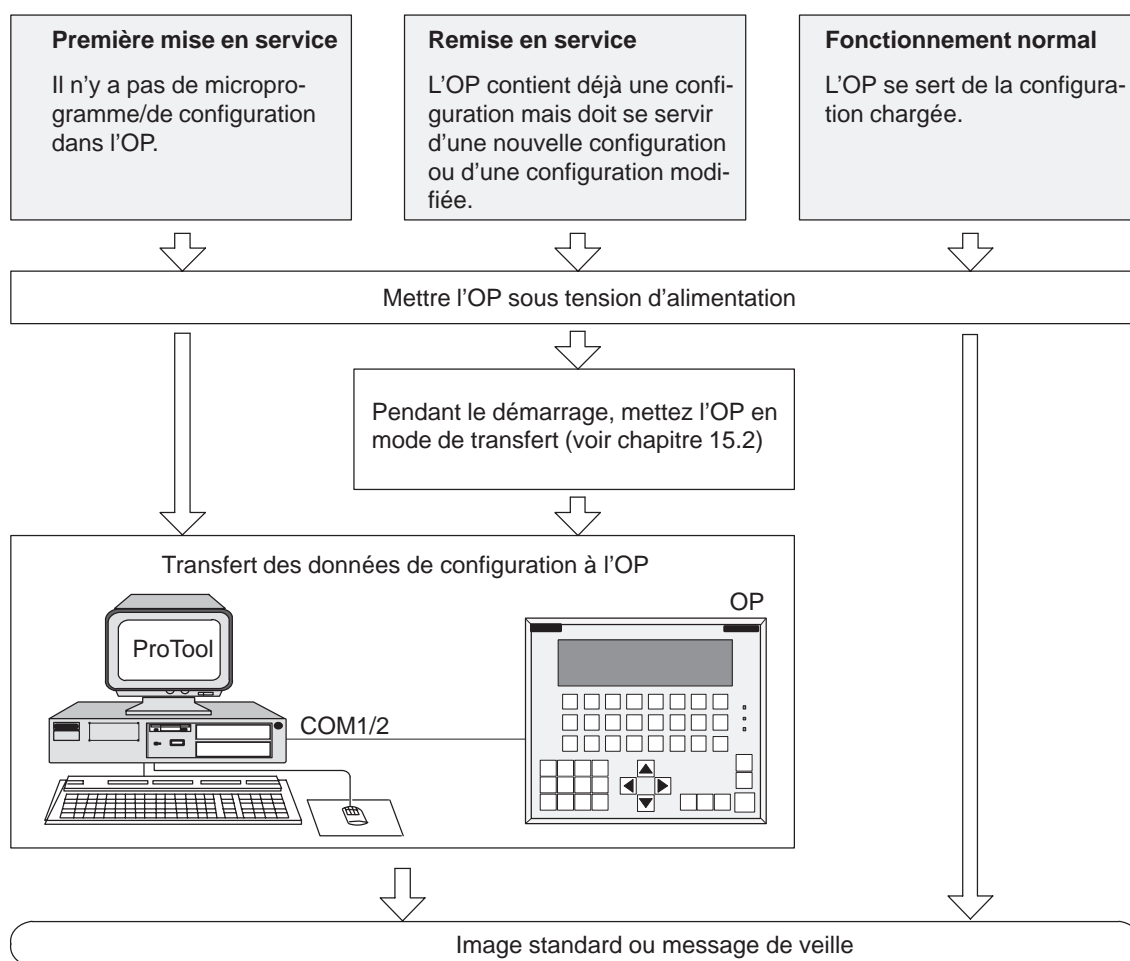 Première mise en service
Il n’y a pas de micropro-
gramme/de configuration
dans l’OP.
Remise en service
L’OP contient déjà une confi-
guration mais doit se servir
d’une nouvelle configuration
ou d’une configuration modi-
fiée.
Fonctionnement normal
L’OP se sert de la configura-
tion chargée.
Mettre l’OP sous tension d’alimentation
Pendant le démarrage, mettez l’OP en
mode de transfert (voir chapitre 15.2)
Transfert des données de configuration à l’OP
OP
ProTool
COM1/2
Image standard ou message de veille